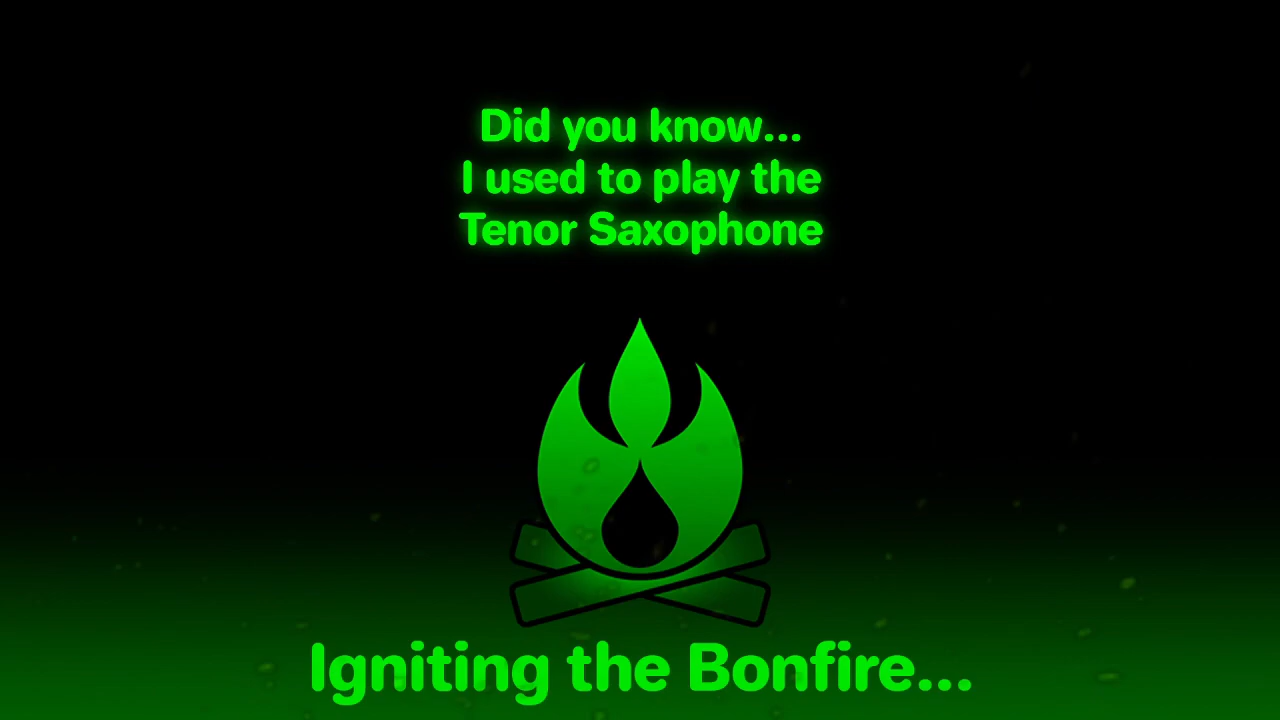 Did you know...
I used to play the
Tenor Saxophone
Igniting the Bonfire...